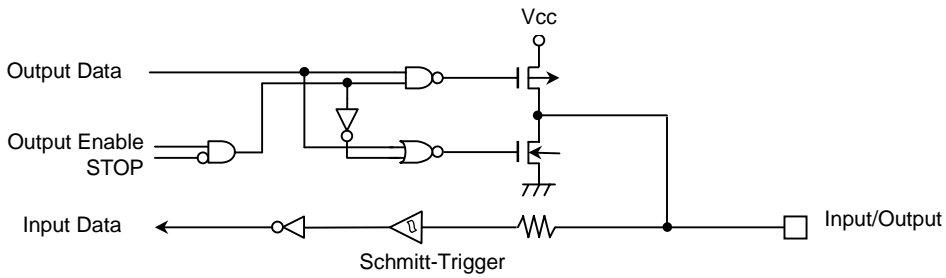 Vcc
Output Data
Output Enable
STOP
Input Data
Input/Output
Schmitt-Trigger